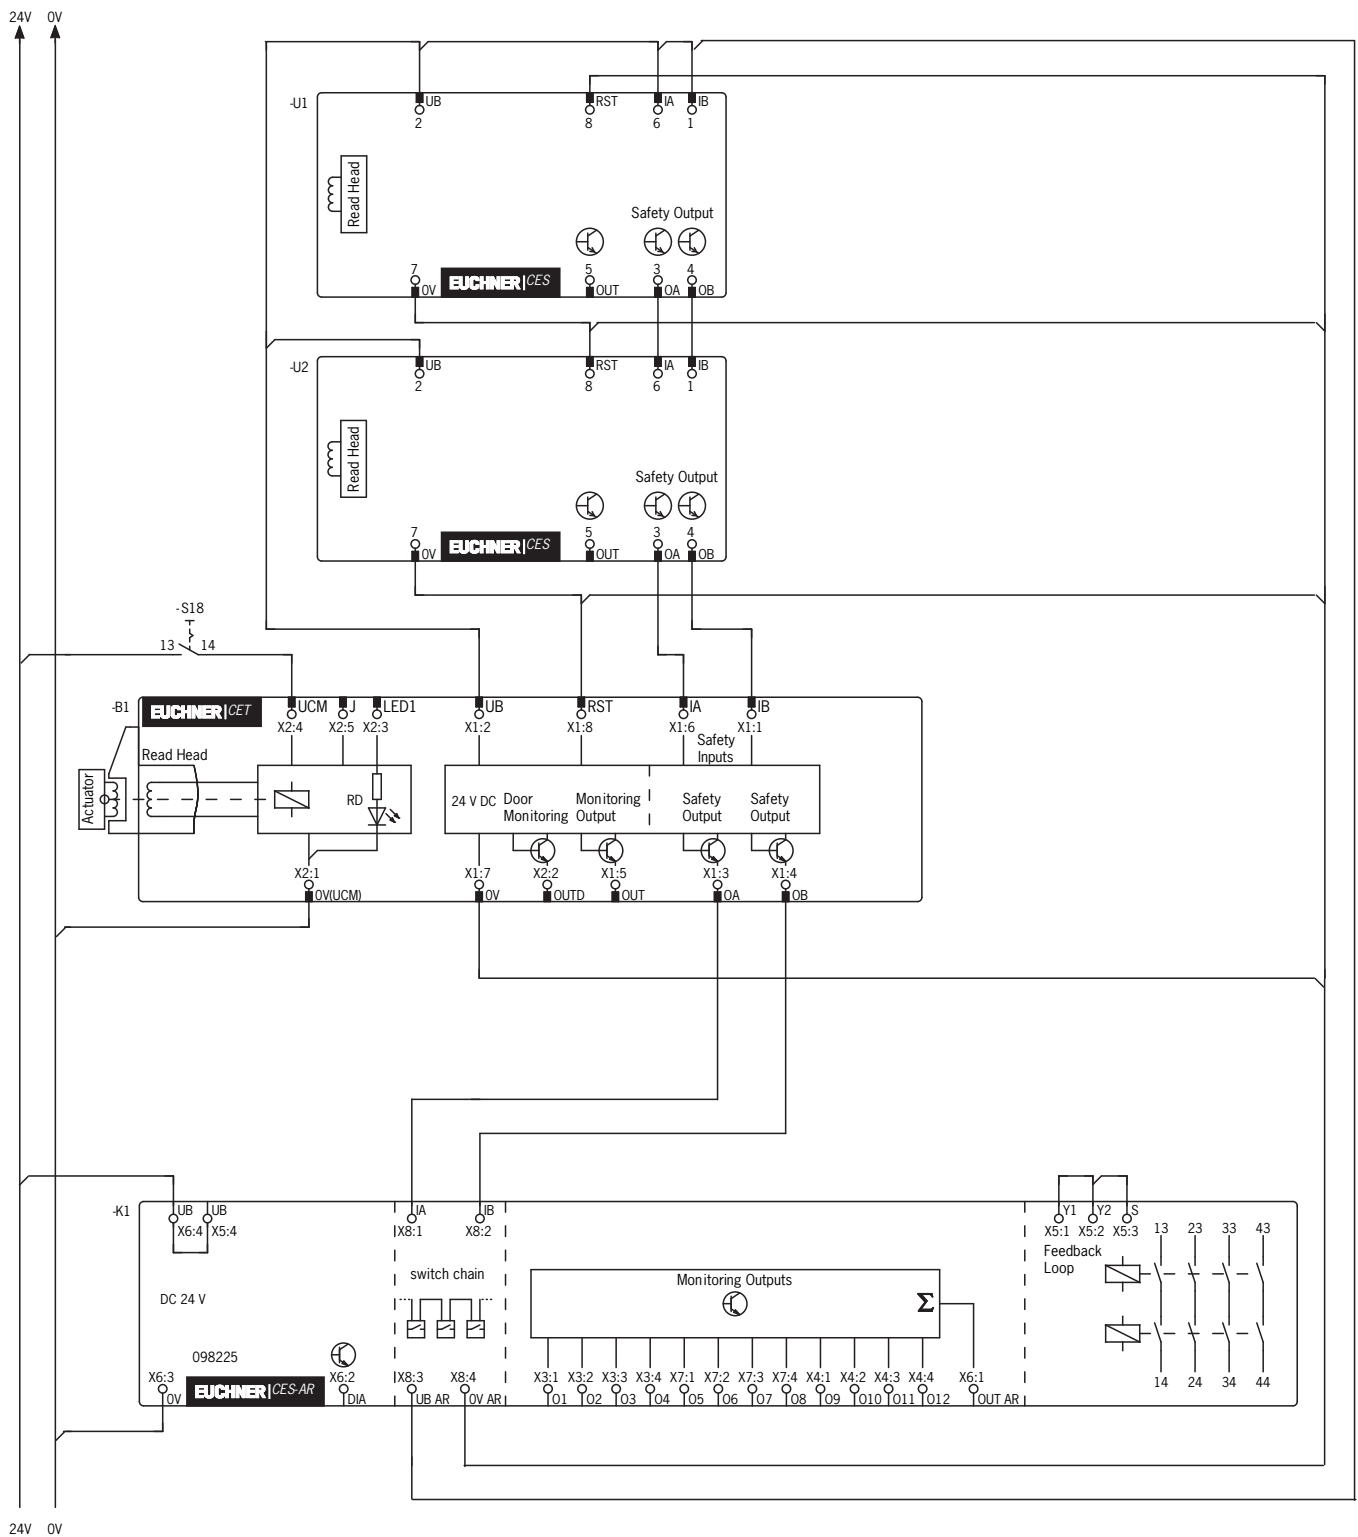 24V 0V
-U1
UB RST IA IB
2 8 6 1
Read Head
Safety Output
7 5 3 4
0V EUCHNER CES OUT OA OB
-U2
UB RST IA IB
2 8 6 1
Read Head
Safety Output
7 5 3 4
0V EUCHNER CES OUT OA OB
-S18
13 14
-B1 EUCHNER CET UCM J LED1 UB RST IA IB
X2:4 X2:5 X2:3 X1:2 X1:8 X1:6 X1:1
Safety
Inputs
Read Head
Actuator
RD
24 V DC Door Monitoring Safety Safety
Monitoring Output Output Output
X2:1 X1:7 X2:2 X1:5 X1:3 X1:4
0V(UCM) 0V OUTD OUT OA OB
-K1 UB UB IA IB Y1 Y2 S
X6:4 X5:4 X8:1 X8:2 X5:1 X5:2 X5:3 13 23 33 43
Feedback
Loop
switch chain Monitoring Outputs
DC 24 V Σ
098225
X6:3 EUCHNER CES-AR X6:2 X8:3 X8:4 X3:1 X3:2 X3:3 X3:4 X7:1 X7:2 X7:3 X7:4 X4:1 X4:2 X4:3 X4:4 X6:1 14 24 34 44
0V DIA UB AR 0V AR O1 O2 O3 O4 O5 O6 O7 O8 O9 O10 O11 O12 OUT AR
24V 0V